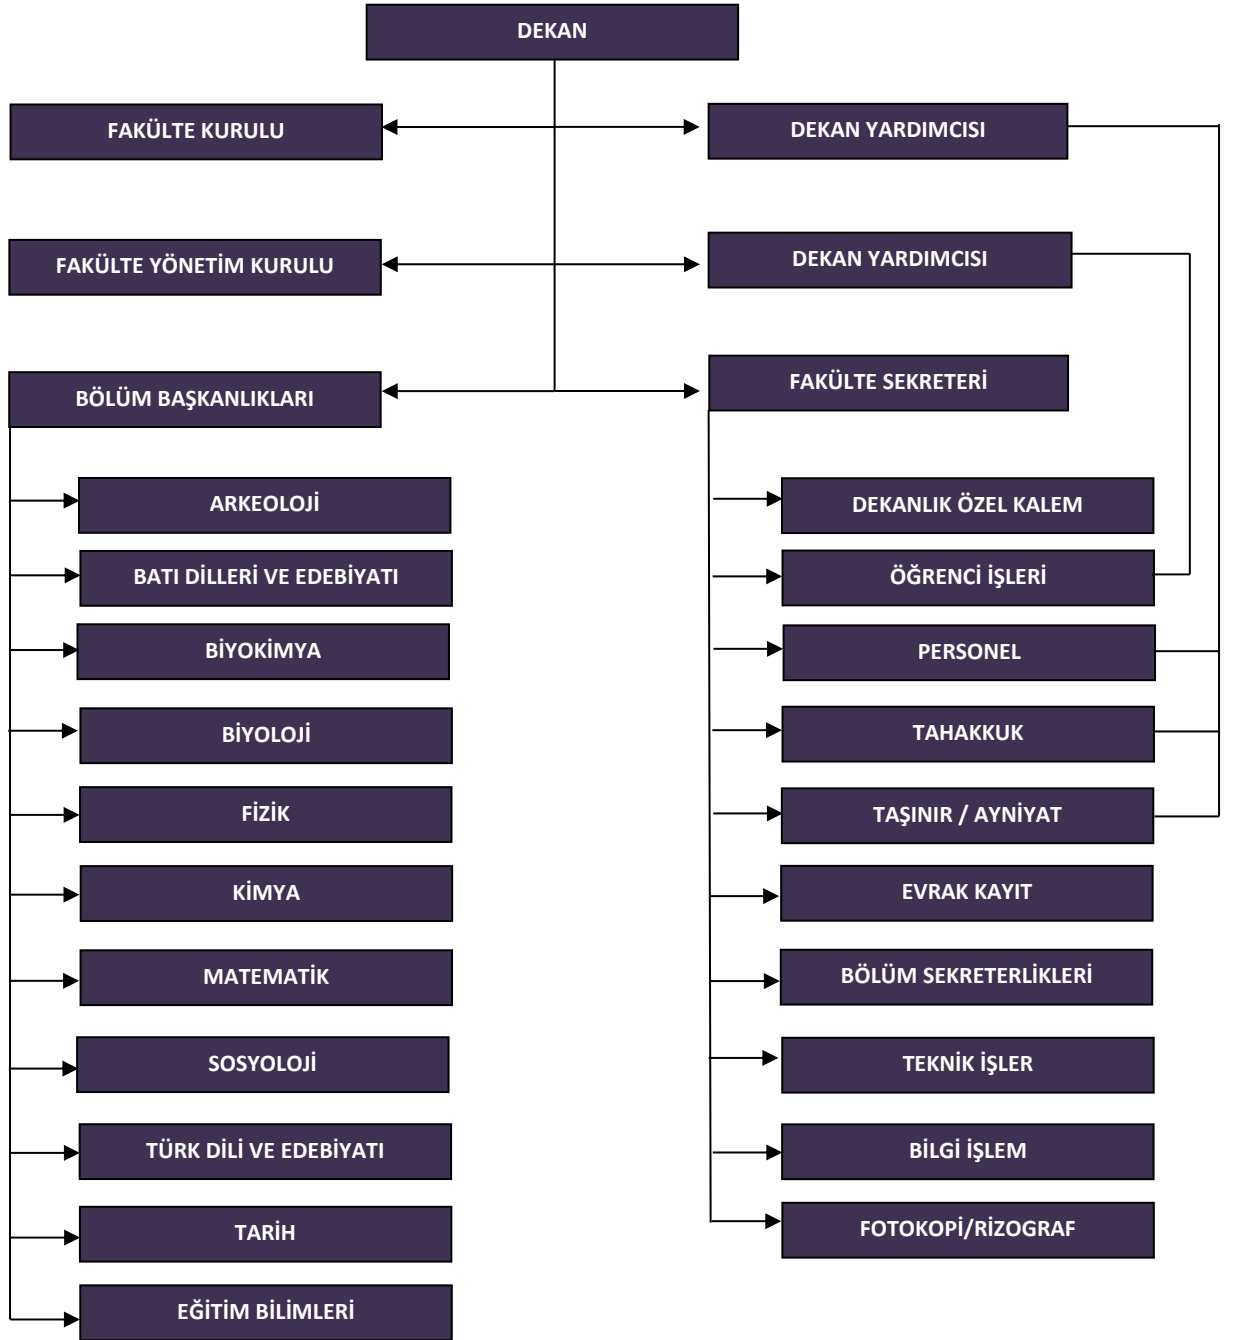 DEKAN
FAKÜLTE KURULU
DEKAN YARDIMCISI
FAKÜLTE YÖNETİM KURULU
DEKAN YARDIMCISI
BÖLÜM BAŞKANLIKLARI
FAKÜLTE SEKRETERİ
ARKEOLOJİ
BATI DİLLERİ VE EDEBİYATI
BİYOKİMYA
BİYOLOJİ
FİZİK
KİMYA
MATEMATİK
SOSYOLOJİ
TÜRK DİLİ VE EDEBİYATI
TARİH
EĞİTİM BİLİMLERİ
DEKANLIK ÖZEL KALEM
ÖĞRENCİ İŞLERİ
PERSONEL
TAHAKKUK
TAŞINIR / AYNİYAT
EVRAK KAYIT
BÖLÜM SEKRETERLİKLERİ
TEKNİK İŞLER
BİLGİ İŞLEM
FOTOKOPİ/RİZOGRAF